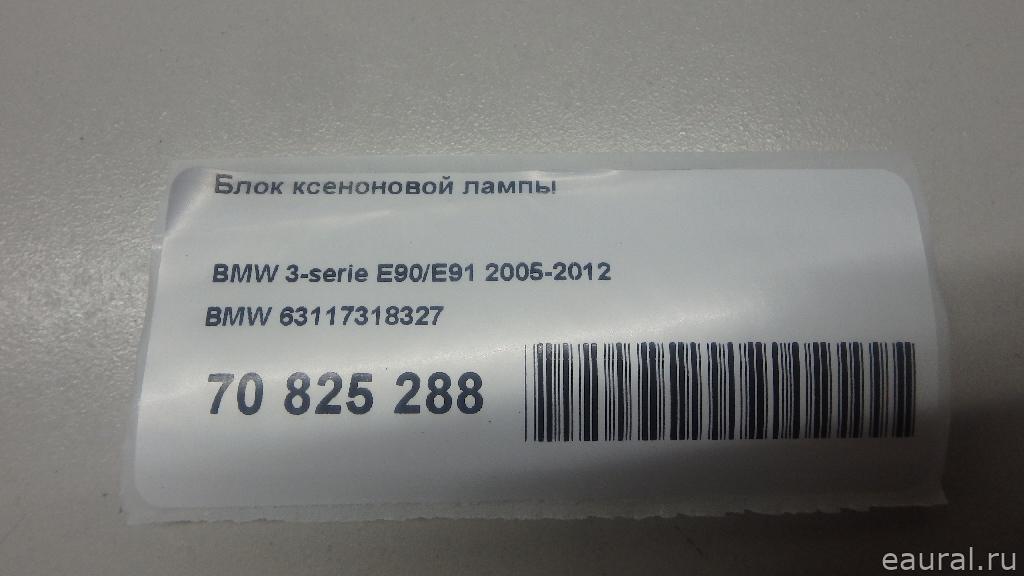 Блок ксеноновой лампы
BMW 3-serie E90/E91 2005-2012
BMW 63117318327
70 825 288
eaural.ru